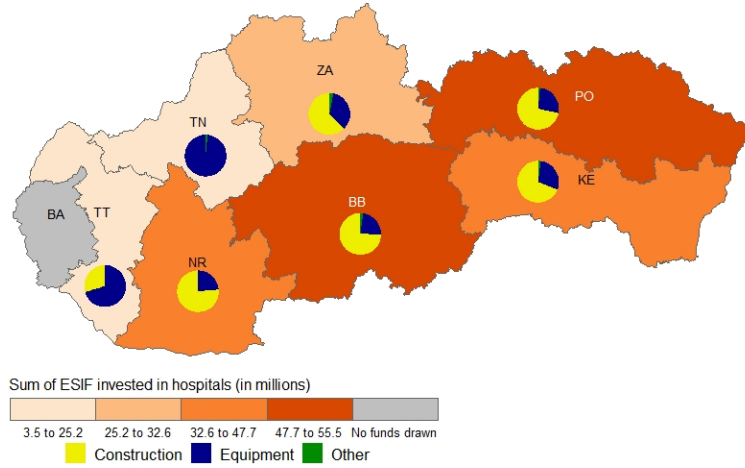 ZA
PO
TN
KE
BB
BA
TT
NR
Sum of ESIF invested in hospitals (in millions)
3.5 to 25.2 25.2 to 32.6 32.6 to 47.7 47.7 to 55.5 No funds drawn
Construction Equipment Other